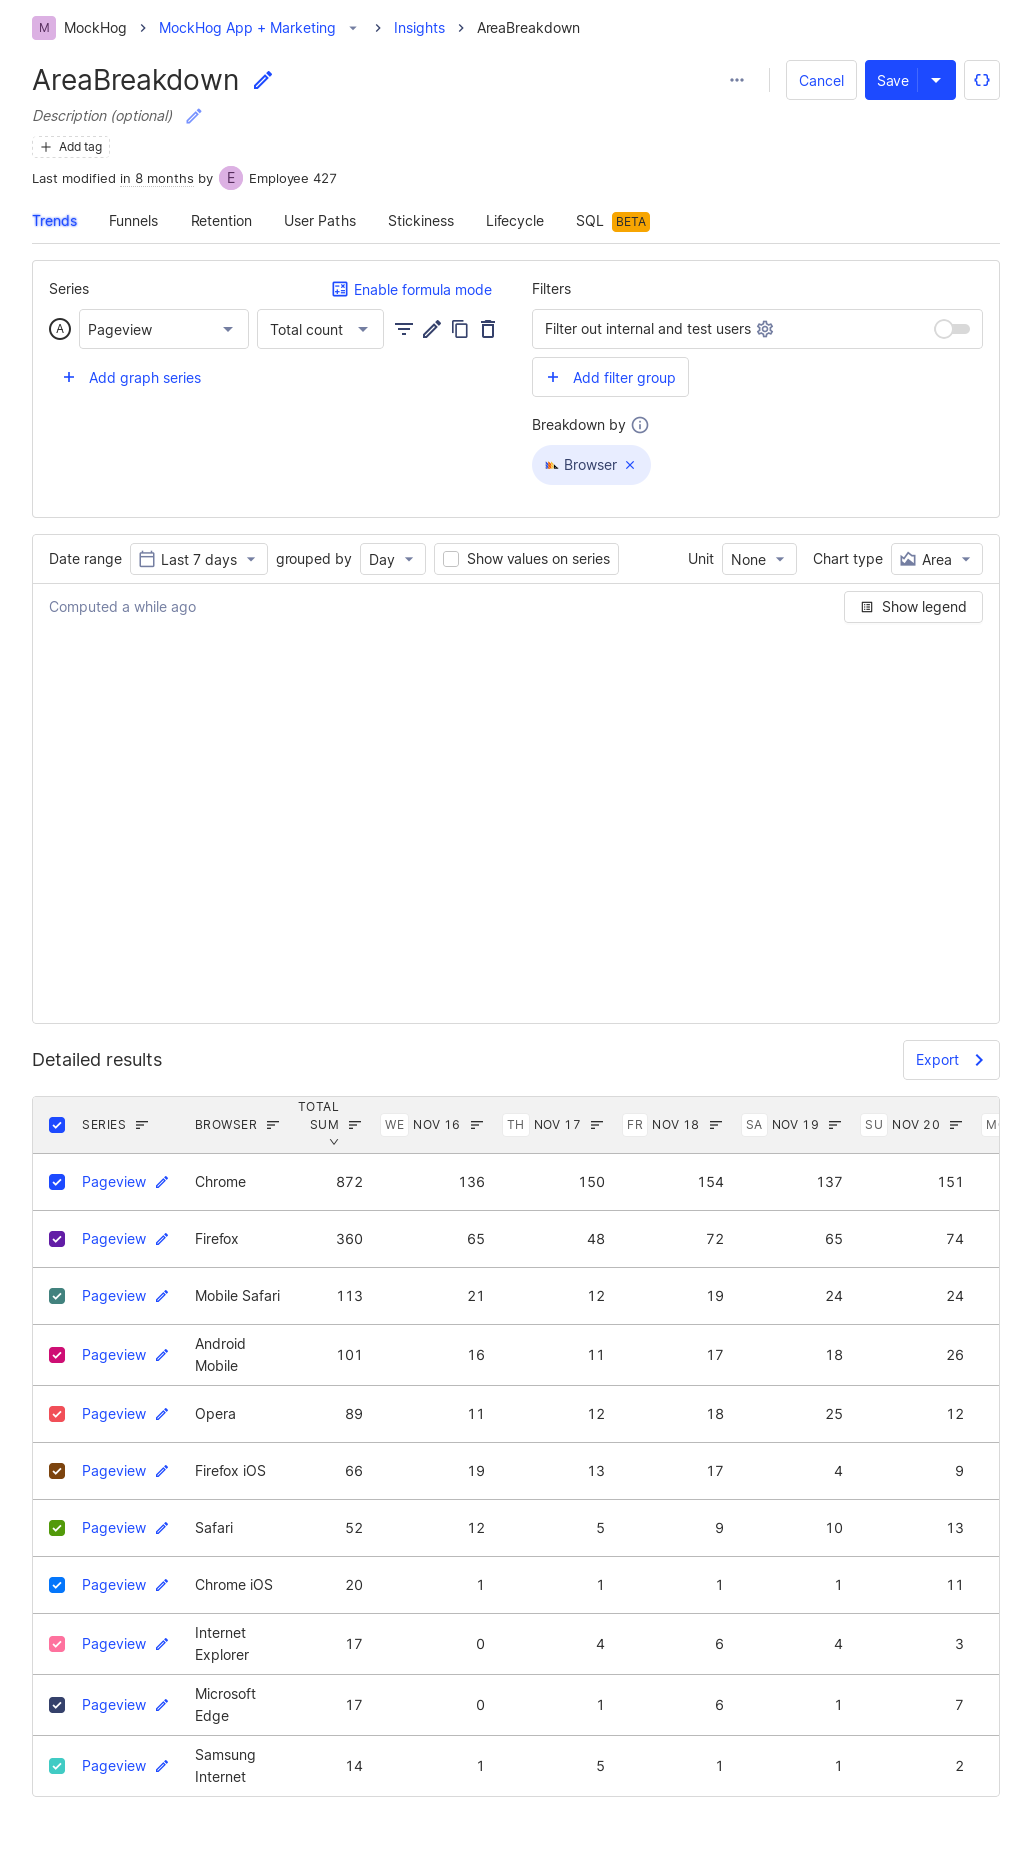 M MockHog MockHog App + Marketing Insights AreaBreakdown
AreaBreakdown
Cancel Save
Description (optional)
Add tag
Last modified in 8 months by E Employee 427
Trends Funnels Retention User Paths Stickiness Lifecycle SQL BETA
Series Enable formula mode
A Pageview Total count
Add graph series
Filters
Filter out internal and test users
Add filter group
Breakdown by
Browser
Date range Last 7 days grouped by Day Show values on series Unit None Chart type Area
Computed a while ago Show legend
Detailed results Export
SERIES BROWSER TOTAL SUM WE NOV 16 TH NOV 17 FR NOV 18 SA NOV 19 SU NOV 20
Pageview Chrome 872 136 150 154 137 151
Pageview Firefox 360 65 48 72 65 74
Pageview Mobile Safari 113 21 12 19 24 24
Pageview Android Mobile 101 16 11 17 18 26
Pageview Opera 89 11 12 18 25 12
Pageview Firefox iOS 66 19 13 17 4 9
Pageview Safari 52 12 5 9 10 13
Pageview Chrome iOS 20 1 1 1 1 11
Pageview Internet Explorer 17 0 4 6 4 3
Pageview Microsoft Edge 17 0 1 6 1 7
Pageview Samsung Internet 14 1 5 1 1 2